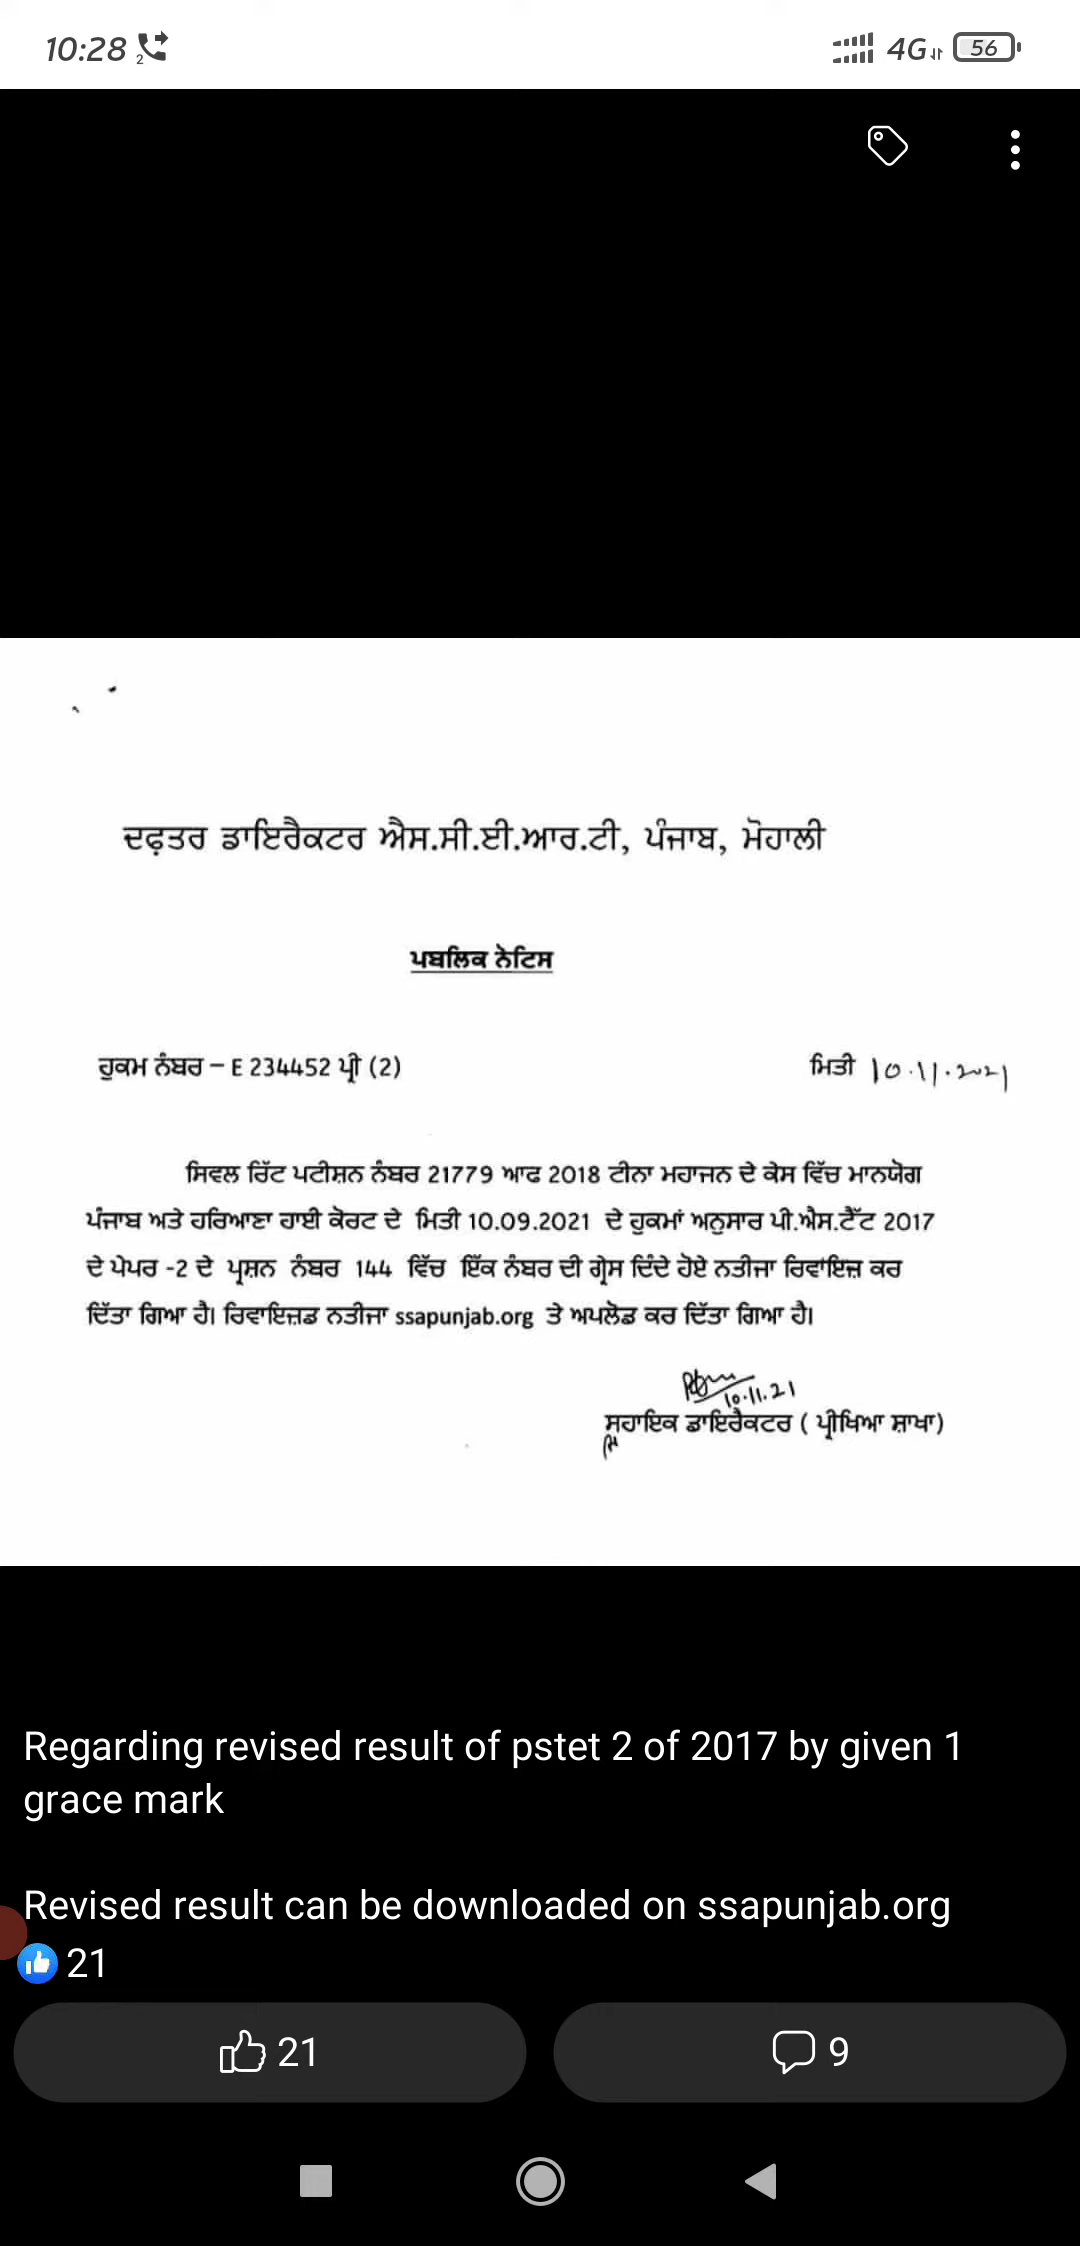 10:28 2
4G 56
ਦਫ਼ਤਰ ਡਾਇਰੈਕਟਰ ਐਸ.ਸੀ.ਈ.ਆਰ.ਟੀ, ਪੰਜਾਬ, ਮੋਹਾਲੀ
ਪਬਲਿਕ ਨੋਟਿਸ
ਹੁਕਮ ਨੰਬਰ – E 234452 ਪ੍ਰੀ (2) ਮਿਤੀ 10.11.2021
ਸਿਵਲ ਰਿੱਟ ਪਟੀਸ਼ਨ ਨੰਬਰ 21779 ਆਫ 2018 ਟੀਨਾ ਮਹਾਜਨ ਦੇ ਕੇਸ ਵਿੱਚ ਮਾਨਯੋਗ
ਪੰਜਾਬ ਅਤੇ ਹਰਿਆਣਾ ਹਾਈ ਕੋਰਟ ਦੇ ਮਿਤੀ 10.09.2021 ਦੇ ਹੁਕਮਾਂ ਅਨੁਸਾਰ ਪੀ.ਐਸ.ਟੈੱਟ 2017
ਦੇ ਪੇਪਰ -2 ਦੇ ਪ੍ਰਸ਼ਨ ਨੰਬਰ 144 ਵਿੱਚ ਇੱਕ ਨੰਬਰ ਦੀ ਗ੍ਰੇਸ ਦਿੰਦੇ ਹੋਏ ਨਤੀਜਾ ਰਿਵਾਂਇਜ਼ ਕਰ
ਦਿੱਤਾ ਗਿਆ ਹੈ। ਰਿਵਾਇਜ਼ਡ ਨਤੀਜਾ ssapunjab.org ਤੇ ਅਪਲੋਡ ਕਰ ਦਿੱਤਾ ਗਿਆ ਹੈ।
10.11.21
ਸਹਾਇਕ ਡਾਇਰੈਕਟਰ ( ਪ੍ਰੀਖਿਆ ਸ਼ਾਖਾ)
Regarding revised result of pstet 2 of 2017 by given 1
grace mark
Revised result can be downloaded on ssapunjab.org
21
21 9